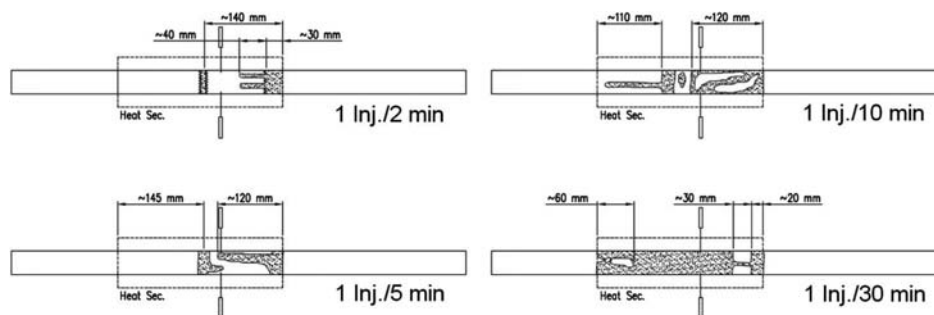 ~140 mm
~40 mm
~30 mm
Heat Sec.
1 Inj./2 min
~110 mm
~120 mm
Heat Sec.
1 Inj./10 min
~145 mm
~120 mm
Heat Sec.
1 Inj./5 min
~60 mm
~30 mm
~20 mm
Heat Sec.
1 Inj./30 min